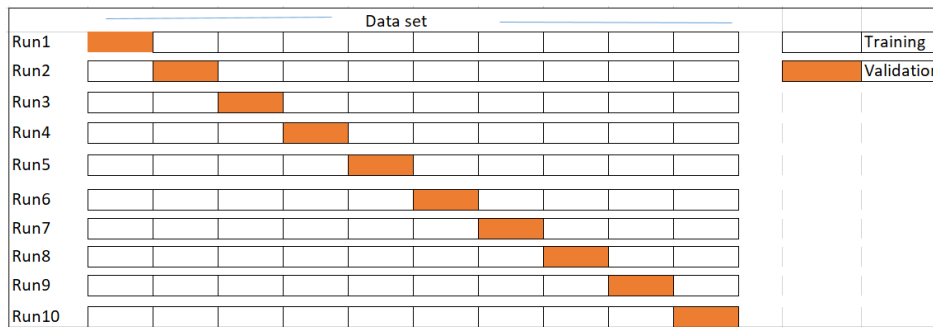 Data set
Run1
Training
Run2
Validation
Run3
Run4
Run5
Run6
Run7
Run8
Run9
Run10